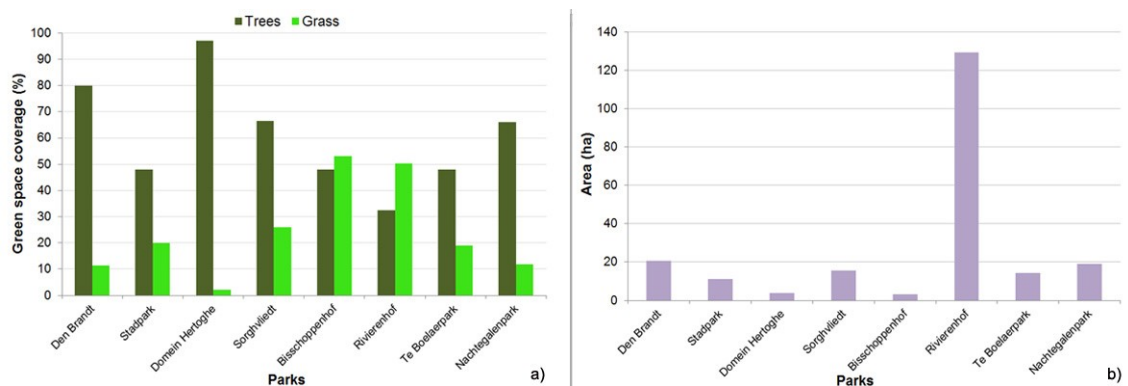 Trees Grass
Green space coverage (%)
100
90
80
70
60
50
40
30
20
10
0
Den Brandt
Stadpark
Domein Hertoghe
Sorghvliedt
Bisschoppenhof
Rivierenhof
Te Boelaerpark
Nachtegalenpark
Parks
a)
Area (ha)
140
120
100
80
60
40
20
0
Den Brandt
Stadpark
Domein Hertoghe
Sorghvliedt
Bisschoppenhof
Rivierenhof
Te Boelaerpark
Nachtegalenpark
Parks
b)